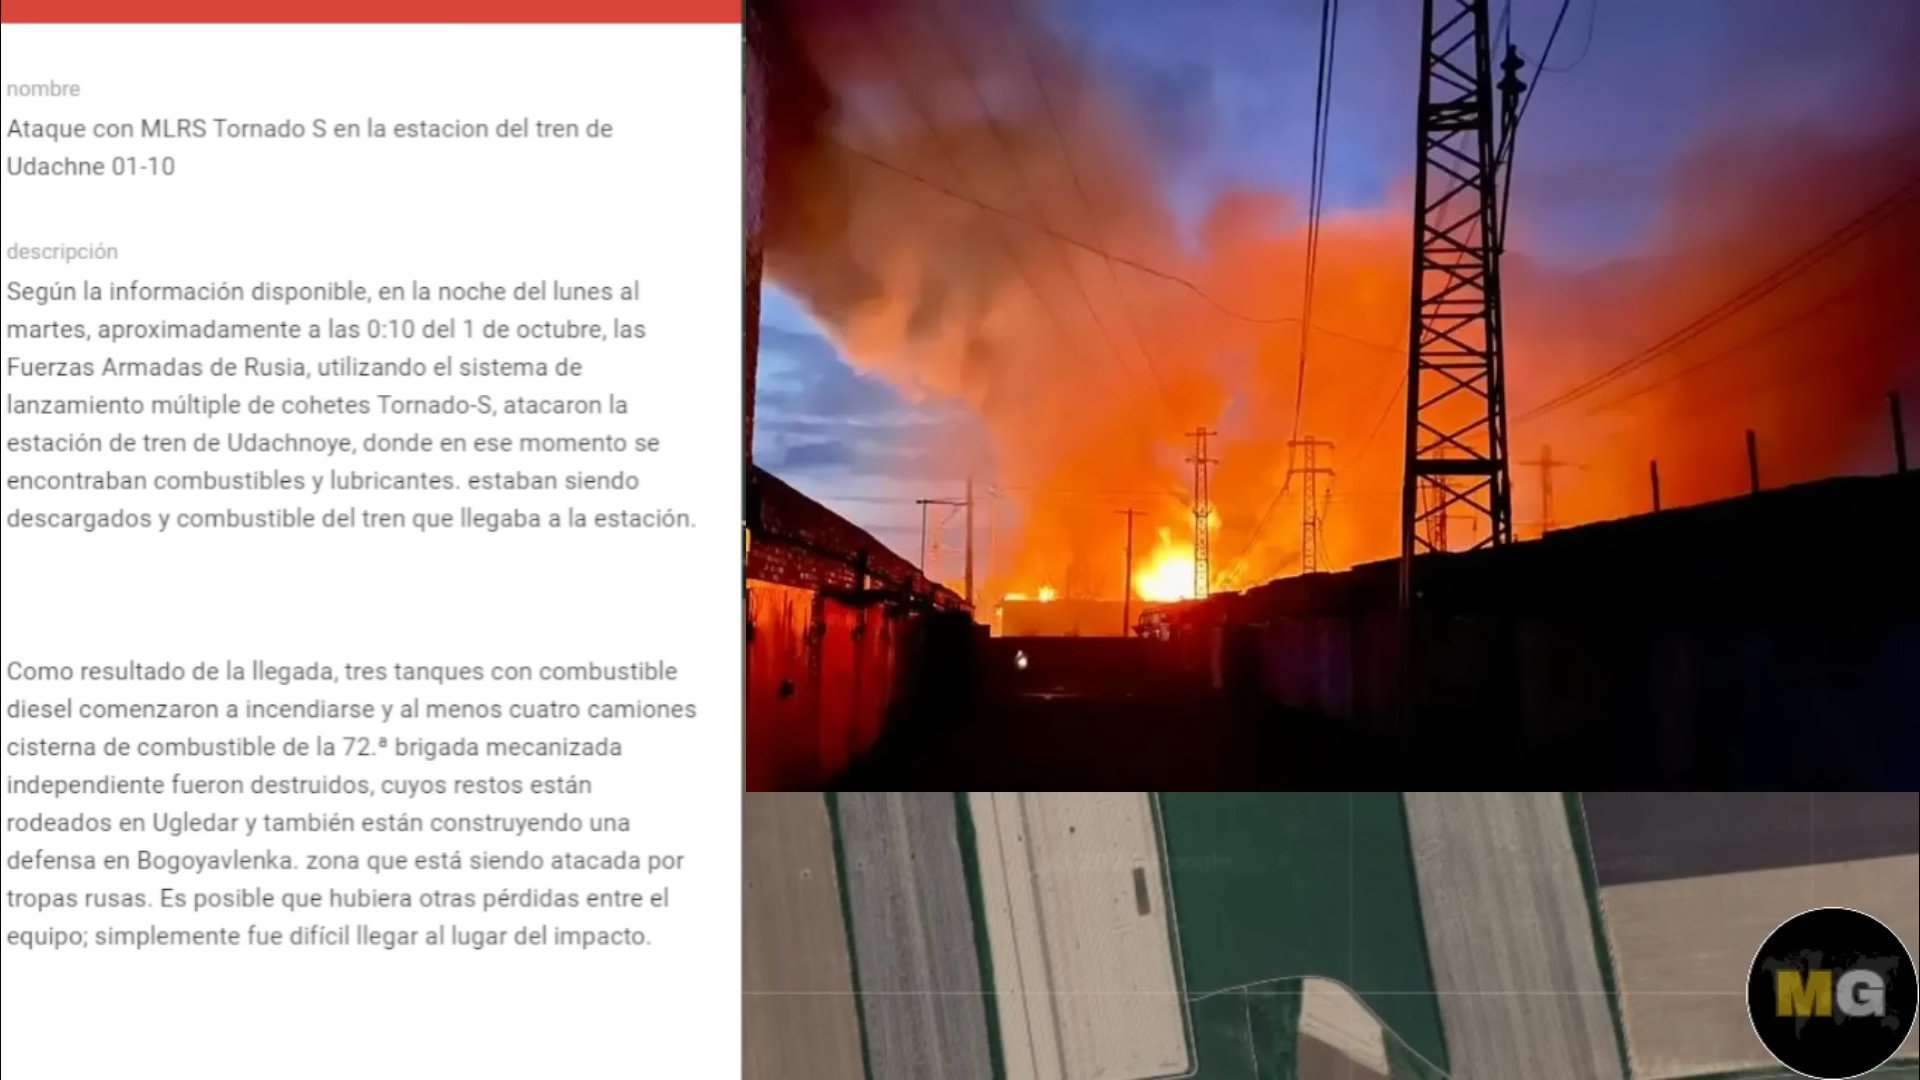 nombre
Ataque con MLRS Tornado S en la estacion del tren de
Udachne 01-10
descripción
Según la información disponible, en la noche del lunes al
martes, aproximadamente a las 0:10 del 1 de octubre, las
Fuerzas Armadas de Rusia, utilizando el sistema de
lanzamiento múltiple de cohetes Tornado-S, atacaron la
estación de tren de Udachnoye, donde en ese momento se
encontraban combustibles y lubricantes. estaban siendo
descargados y combustible del tren que llegaba a la estación.
Como resultado de la llegada, tres tanques con combustible
diesel comenzaron a incendiarse y al menos cuatro camiones
cisterna de combustible de la 72.ª brigada mecanizada
independiente fueron destruidos, cuyos restos están
rodeados en Ugledar y también están construyendo una
defensa en Bogoyavlenka. zona que está siendo atacada por
tropas rusas. Es posible que hubiera otras pérdidas entre el
equipo; simplemente fue difícil llegar al lugar del impacto.
MG